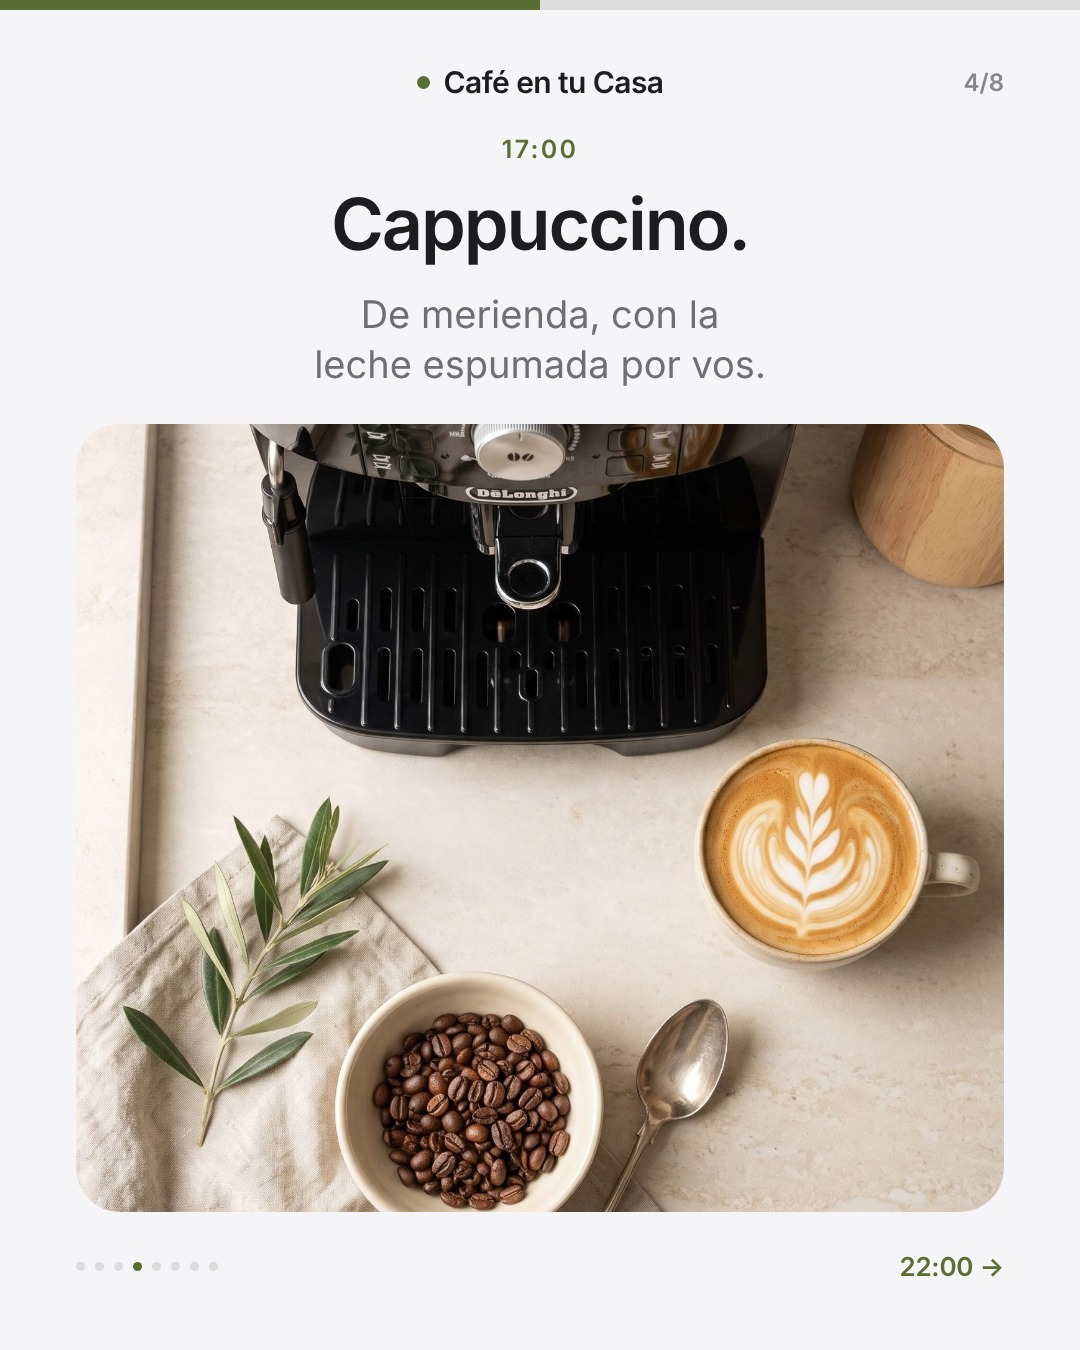 Café en tu Casa
4/8
17:00
Cappuccino.
De merienda, con la
leche espumada por vos.
DeLonghi
22:00 →